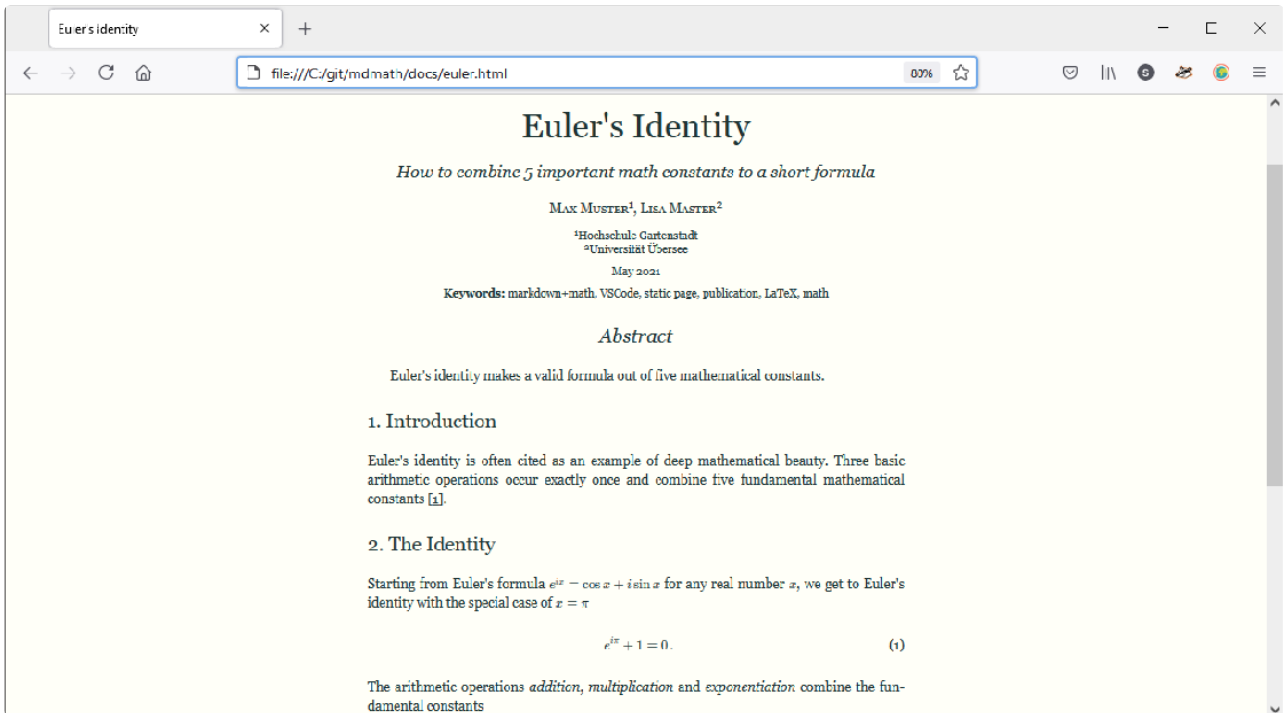 Euler's Identity
file:///C:/git/mdmath/docs/euler.html 80%
S G
Euler's Identity
How to combine 5 important math constants to a short formula
Max Muster¹, Lisa Master²
¹Hochschule Gartenstadt
²Universität Übersee
May 2021
Keywords: markdown+math, VSCode, static page, publication, LaTeX, math
Abstract
Euler's identity makes a valid formula out of five mathematical constants.
1. Introduction
Euler's identity is often cited as an example of deep mathematical beauty. Three basic
arithmetic operations occur exactly once and combine five fundamental mathematical
constants [1].
2. The Identity
Starting from Euler's formula e^{ix} = cos x + i sin x for any real number x, we get to Euler's
identity with the special case of x = π
e^{iπ} + 1 = 0. (1)
The arithmetic operations addition, multiplication and exponentiation combine the fun-
damental constants